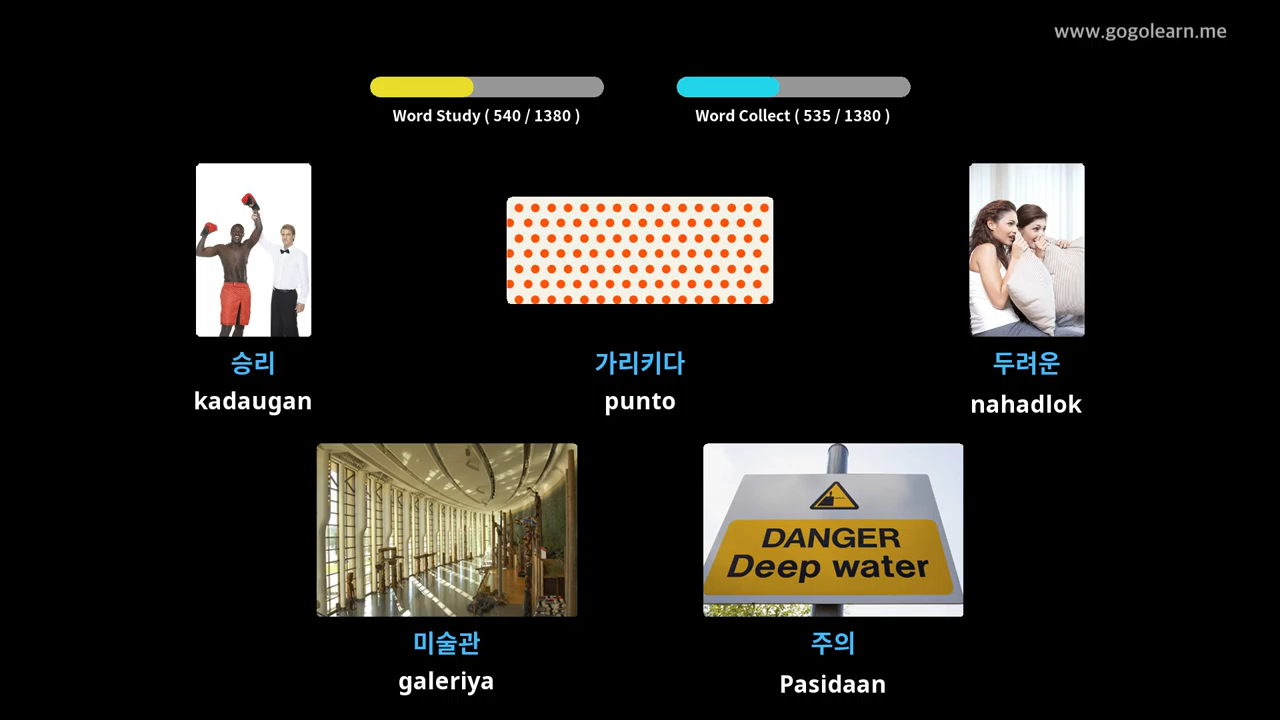 www.gogolearn.me
Word Study ( 540 / 1380 )
Word Collect ( 535 / 1380 )
승리
kadaugan
가리키다
punto
두려운
nahadlok
DANGER
Deep water
미술관
galeriya
주의
Pasidaan